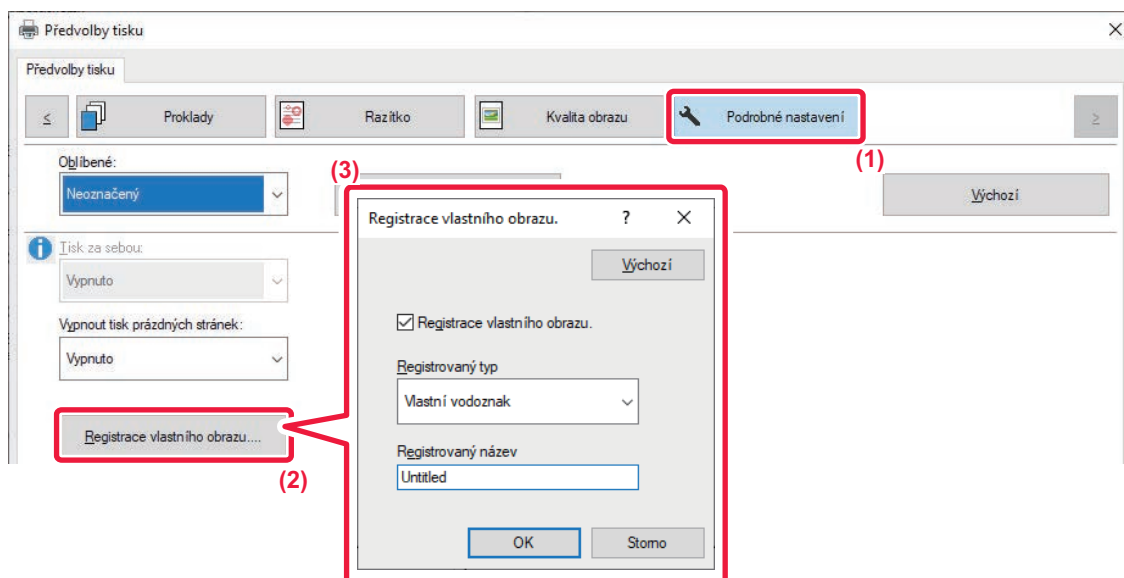 Předvolby tisku
Předvolby tisku
<
Proklady
Razítko
Kvalita obrazu
Podrobné nastavení
>
(1)
Oblíbené:
Neoznačený
(3)
Výchozí
Registrace vlastního obrazu.
?
Výchozí
Tisk za sebou:
Vypnuto
Registrace vlastního obrazu.
Vypnout tisk prázdných stránek:
Vypnuto
Registrovaný typ
Vlastní vodoznak
Registrace vlastního obrazu....
(2)
Registrovaný název
Untitled
OK
Storno